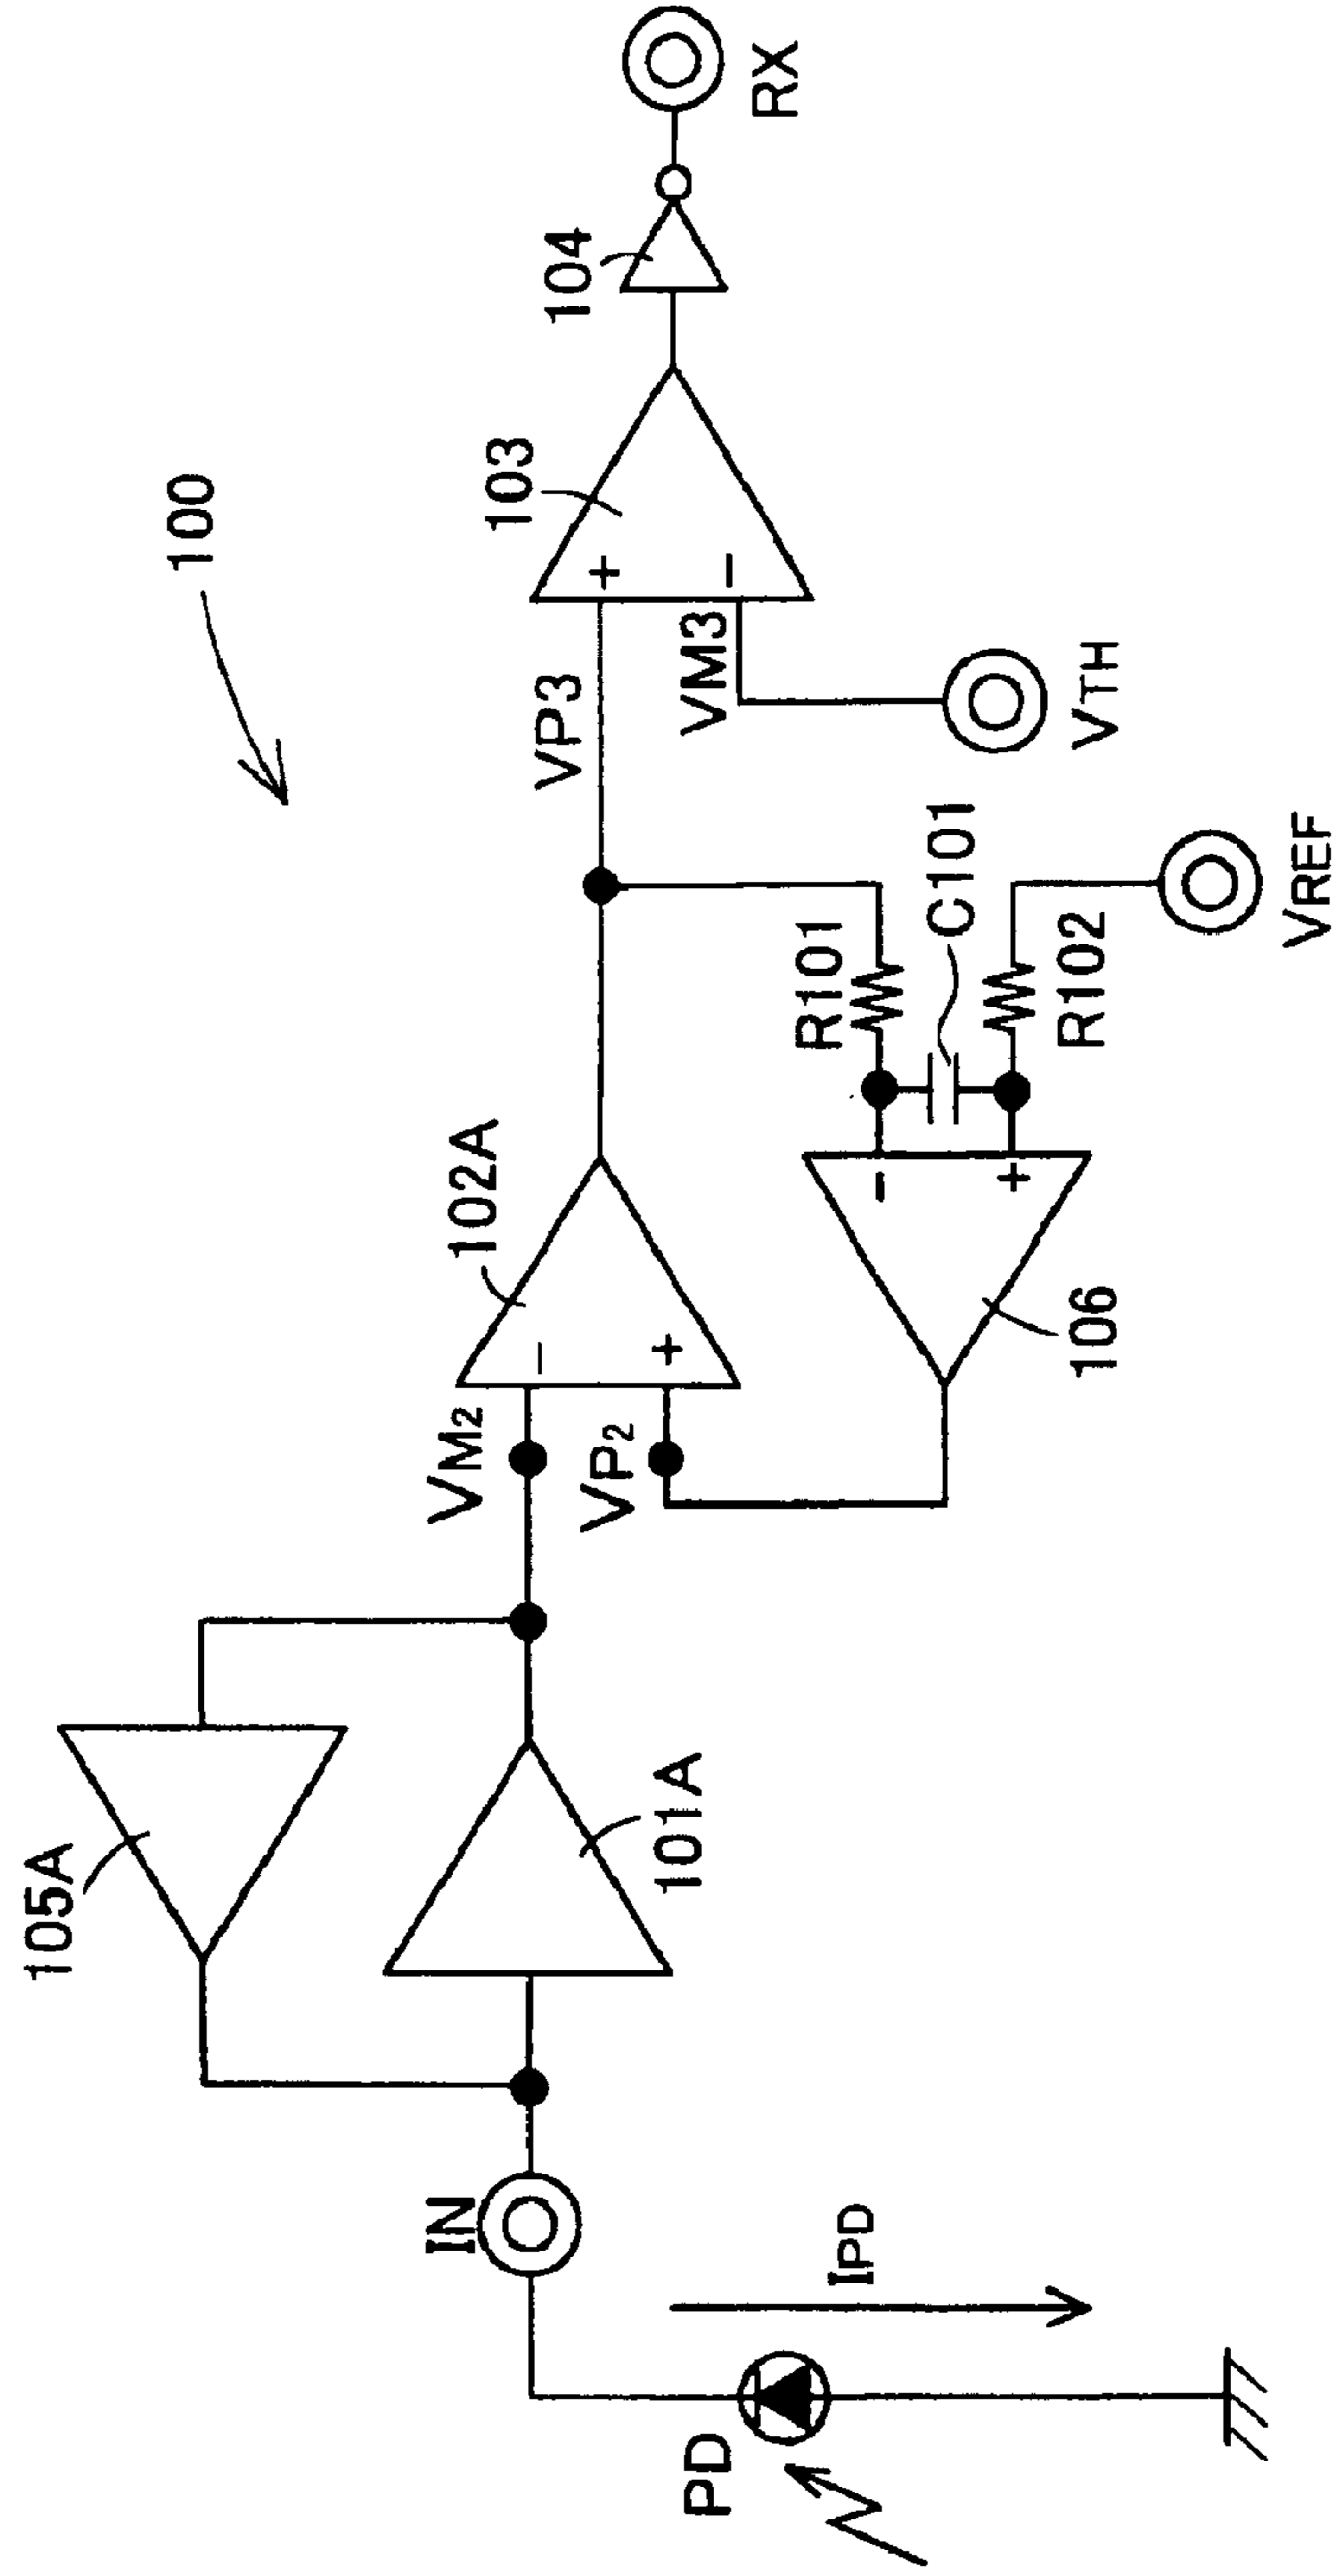 100
105A
101A
IN
PD
IPD
VM2
VP2
102A
VP3
VM3
103
104
RX
VTH
R101
C101
R102
VREF
106
-
+
-
+
+
-